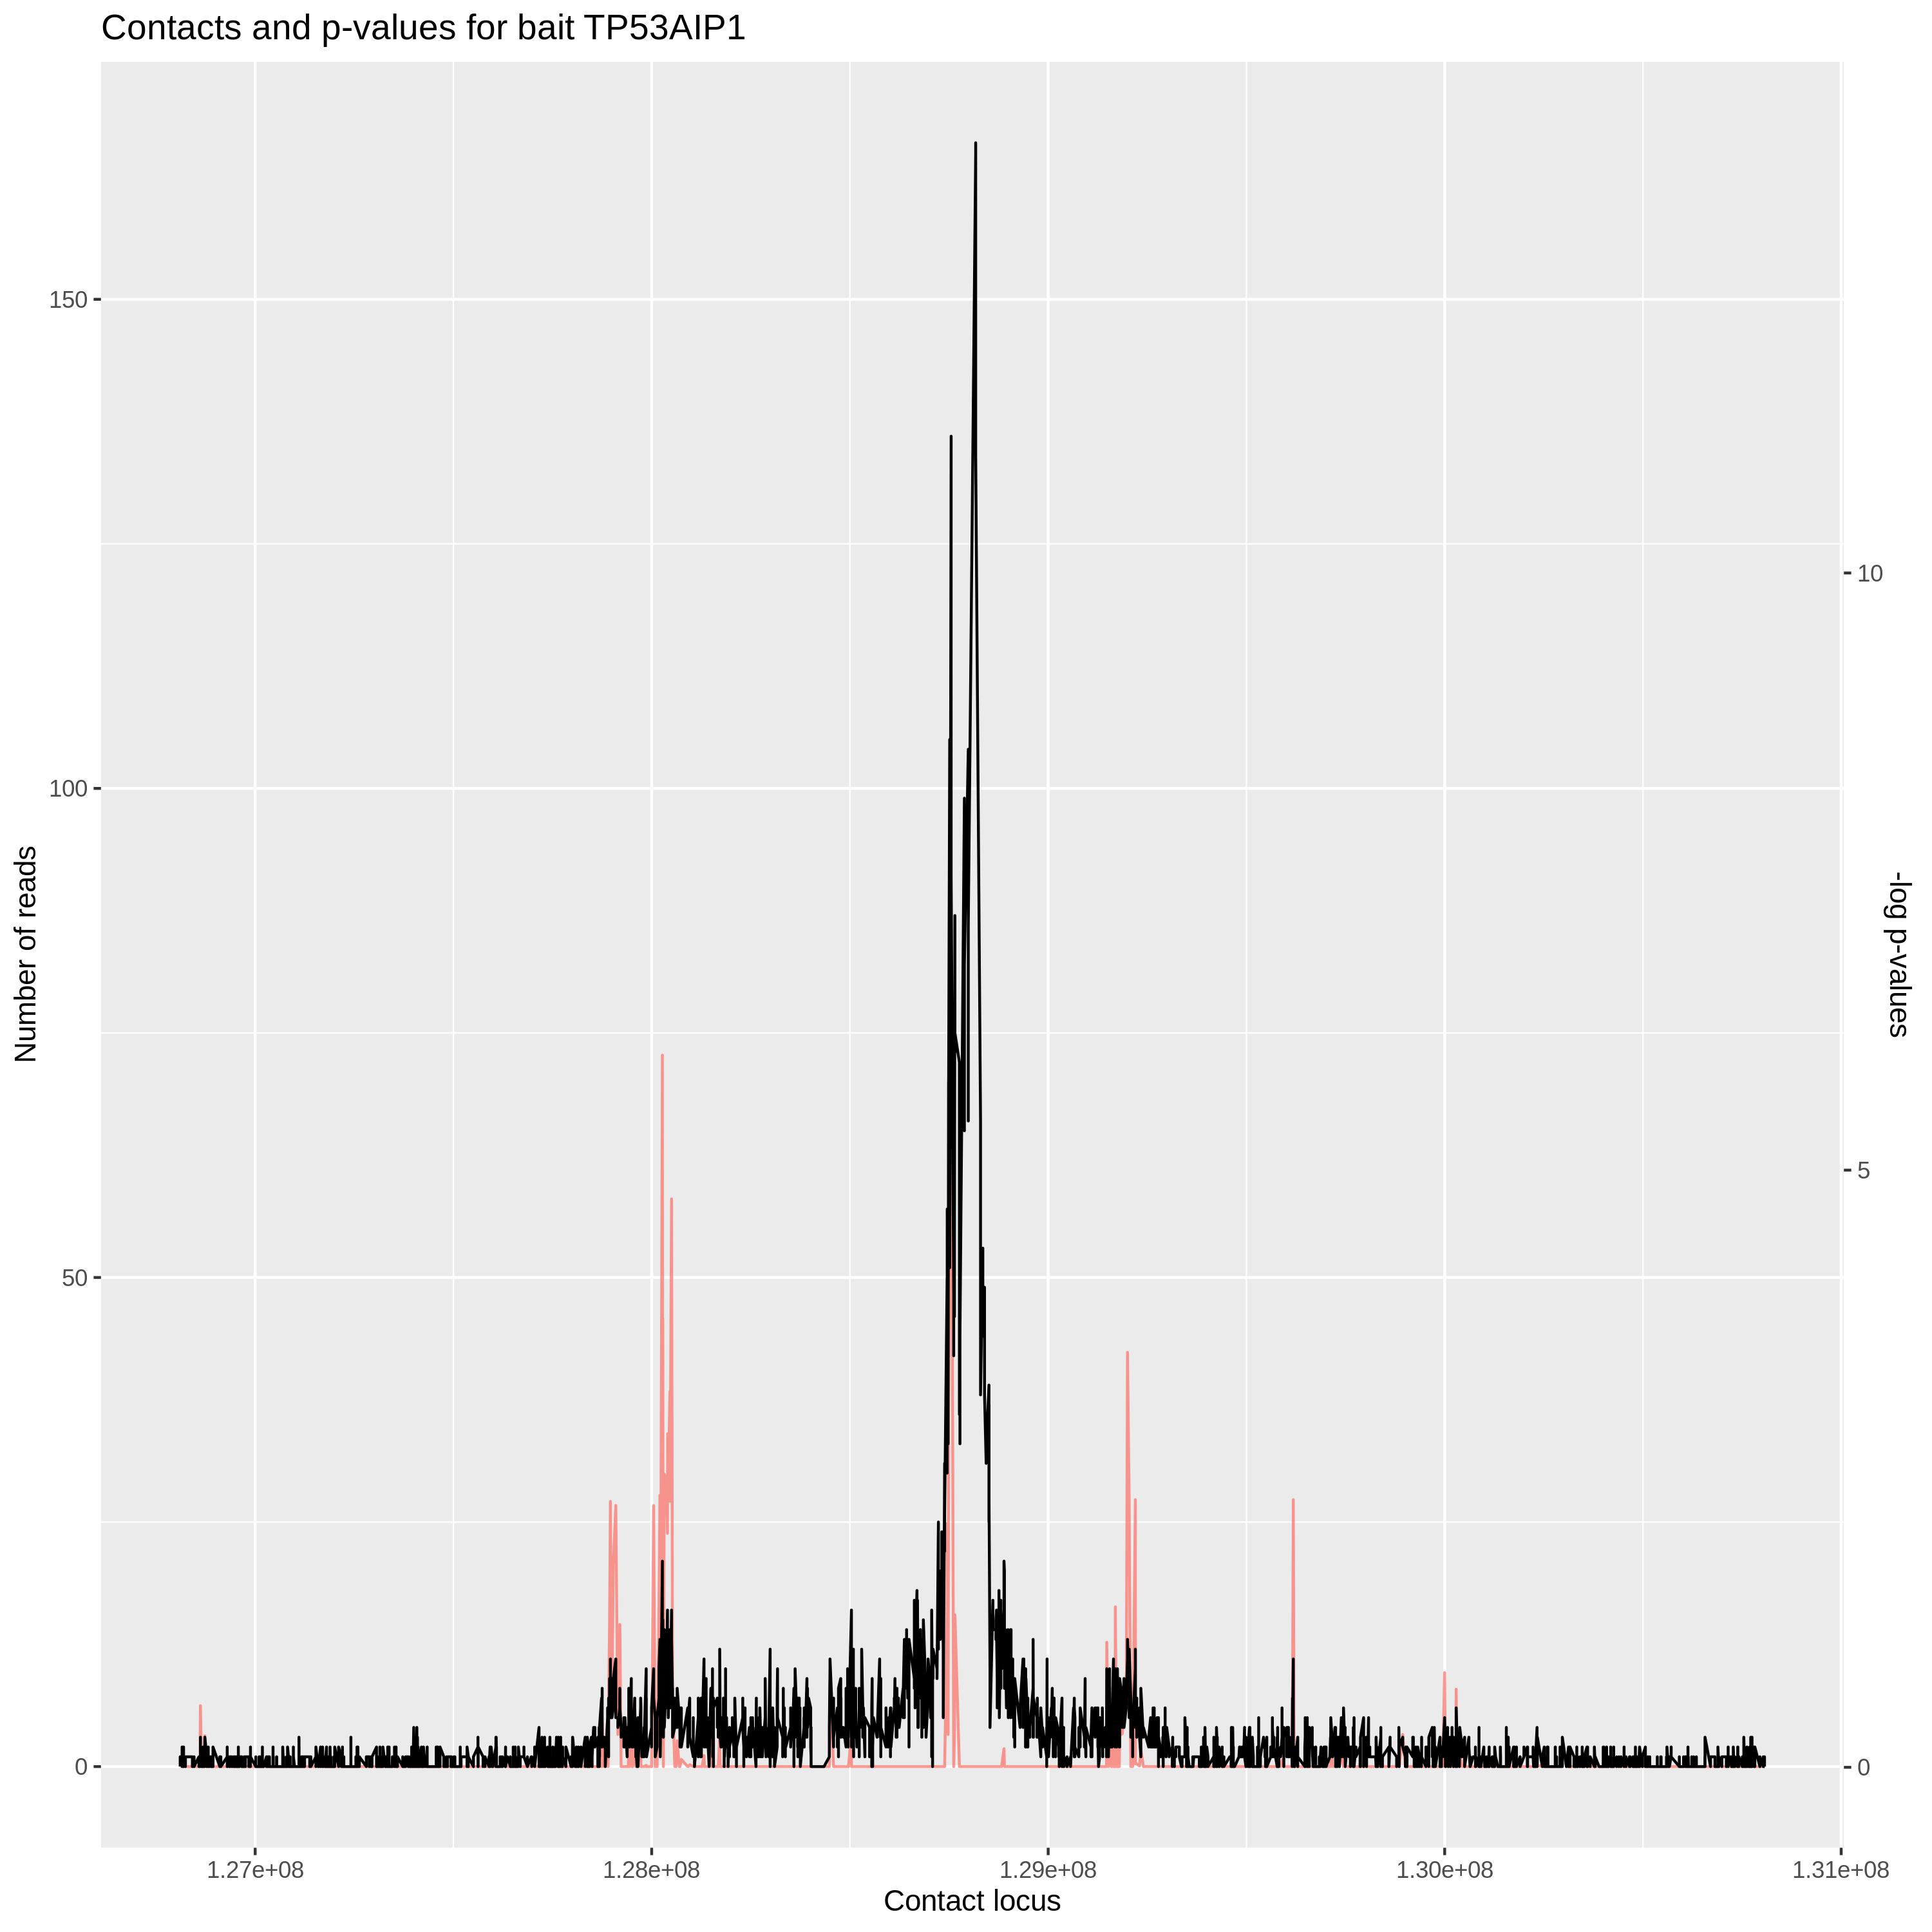 Contacts and p-values for bait TP53AIP1
150
100
50
0
Number of reads
10
5
0
-log p-values
1.27e+08
1.28e+08
1.29e+08
1.30e+08
1.31e+08
Contact locus